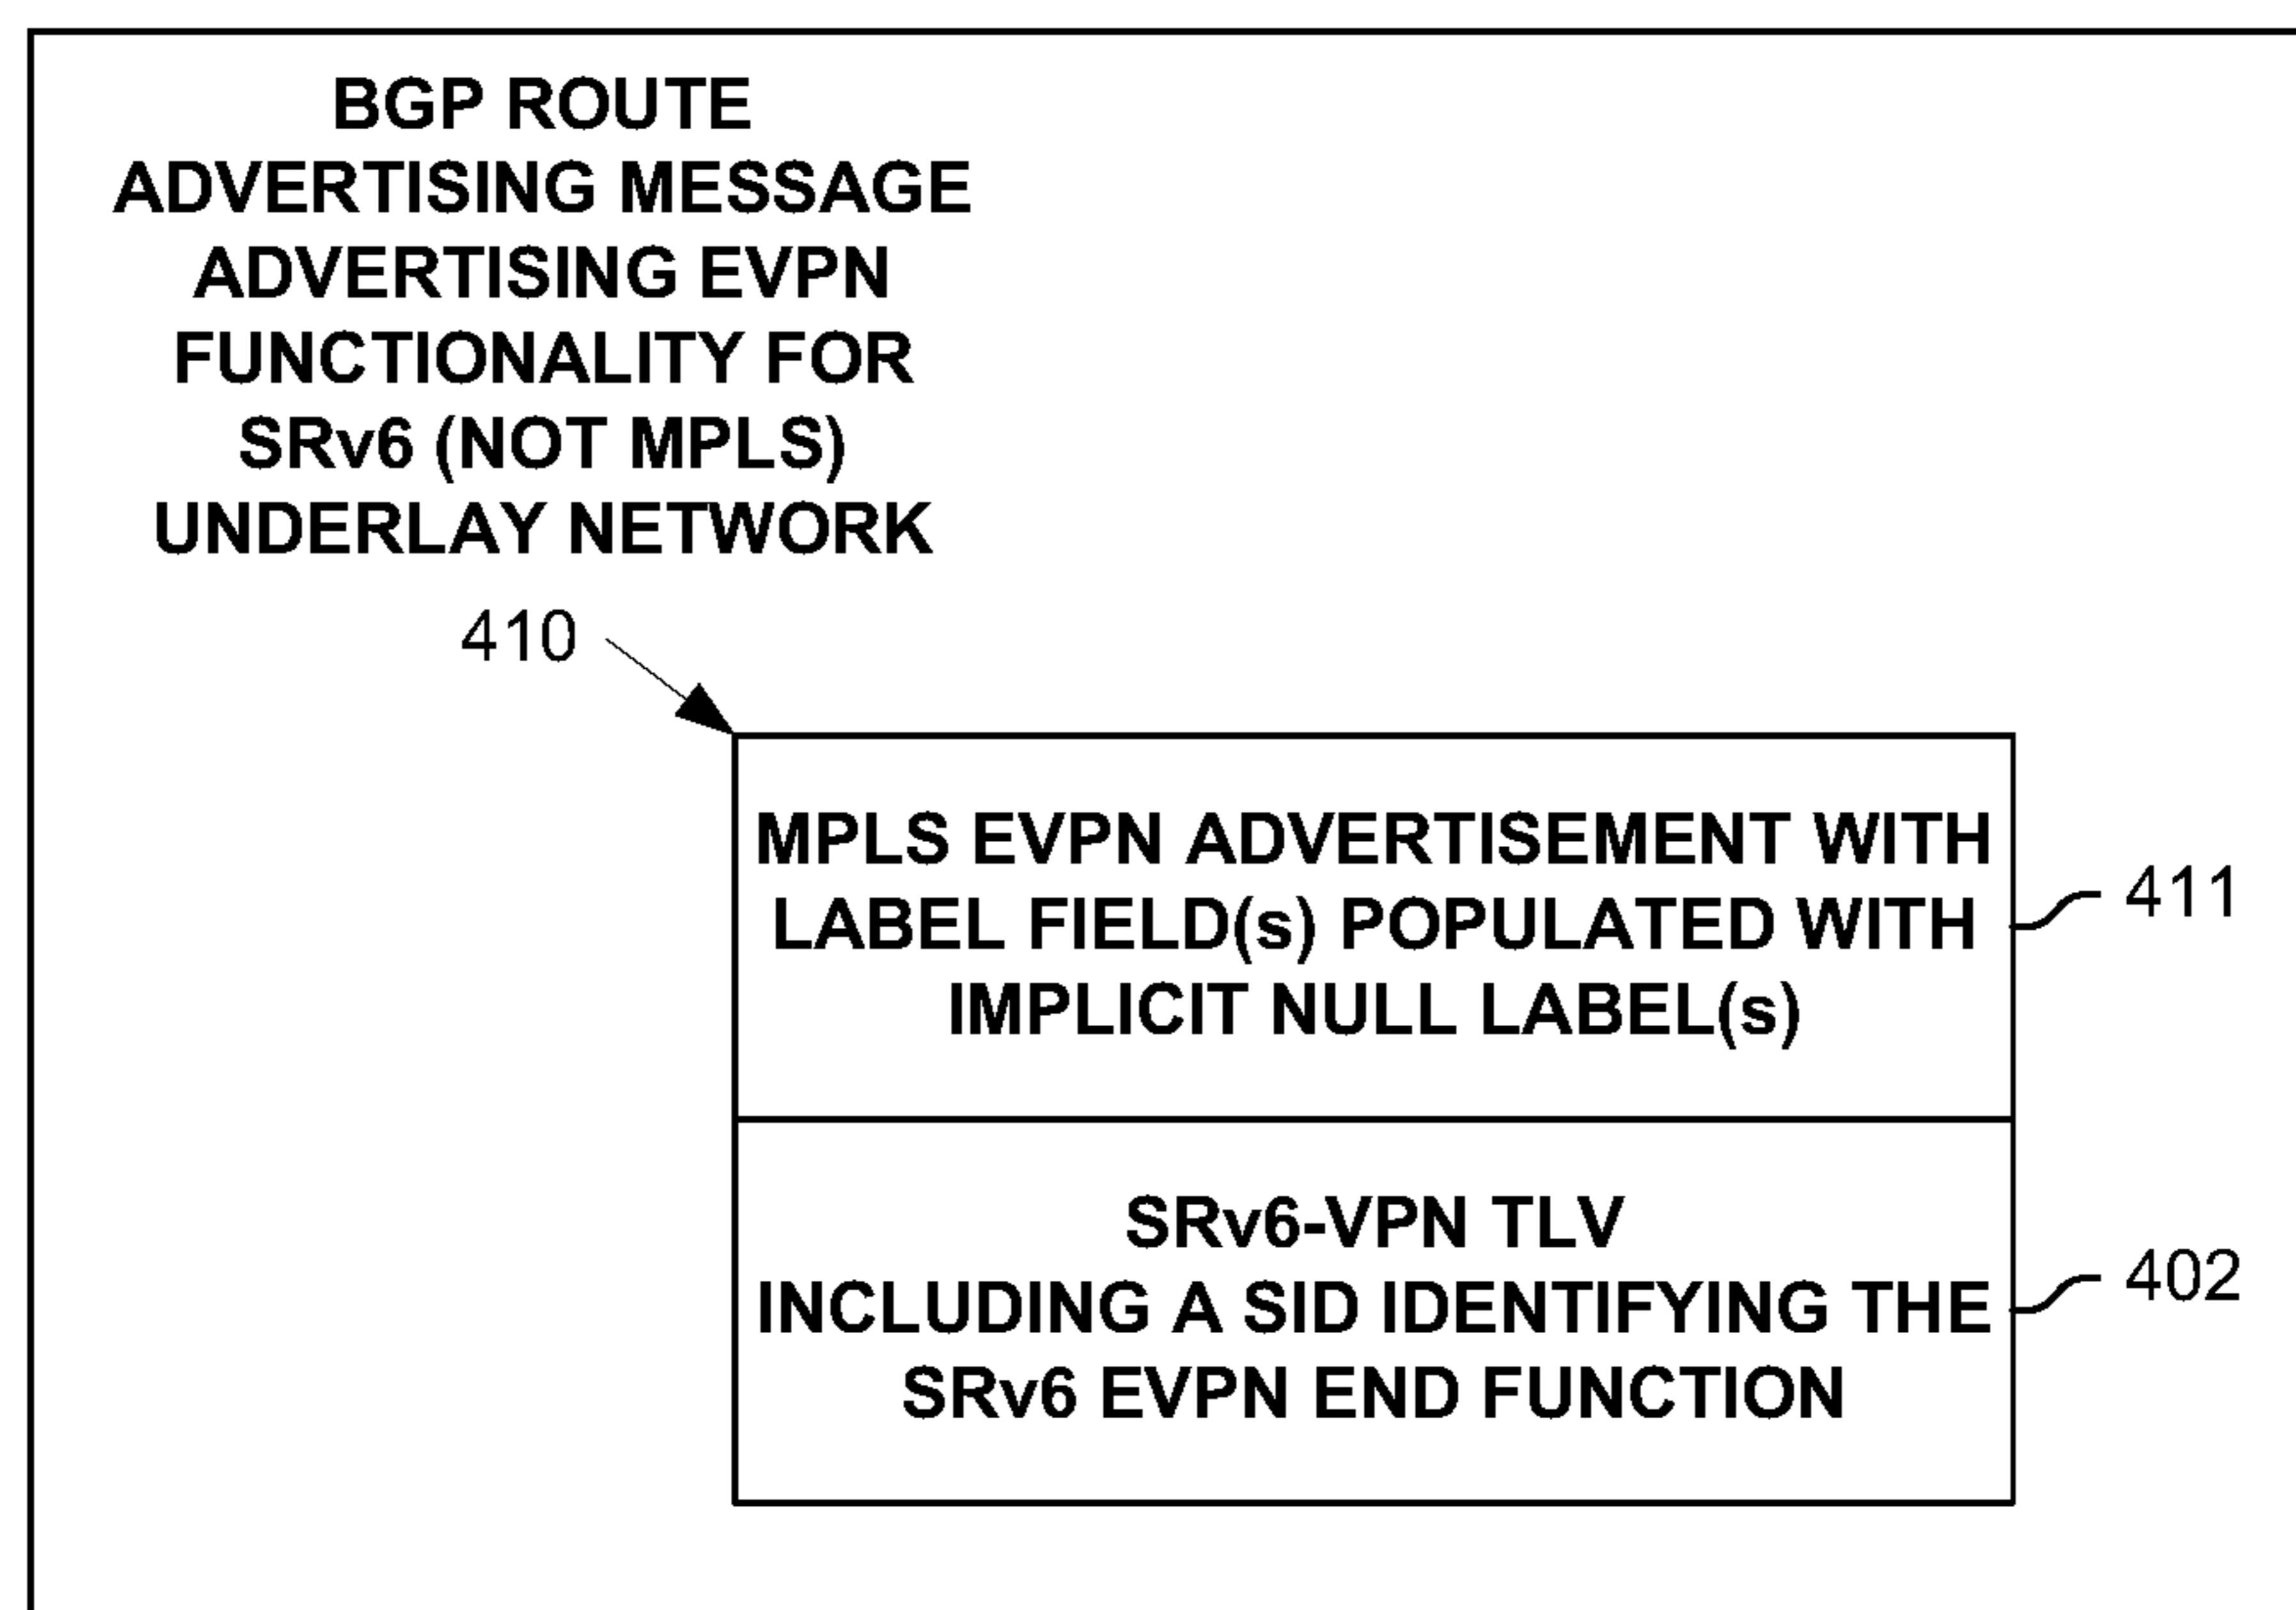 BGP ROUTE
ADVERTISING MESSAGE
ADVERTISING EVPN
FUNCTIONALITY FOR
SRv6 (NOT MPLS)
UNDERLAY NETWORK
410
MPLS EVPN ADVERTISEMENT WITH
LABEL FIELD(s) POPULATED WITH
IMPLICIT NULL LABEL(s)
411
SRv6-VPN TLV
INCLUDING A SID IDENTIFYING THE
SRv6 EVPN END FUNCTION
402